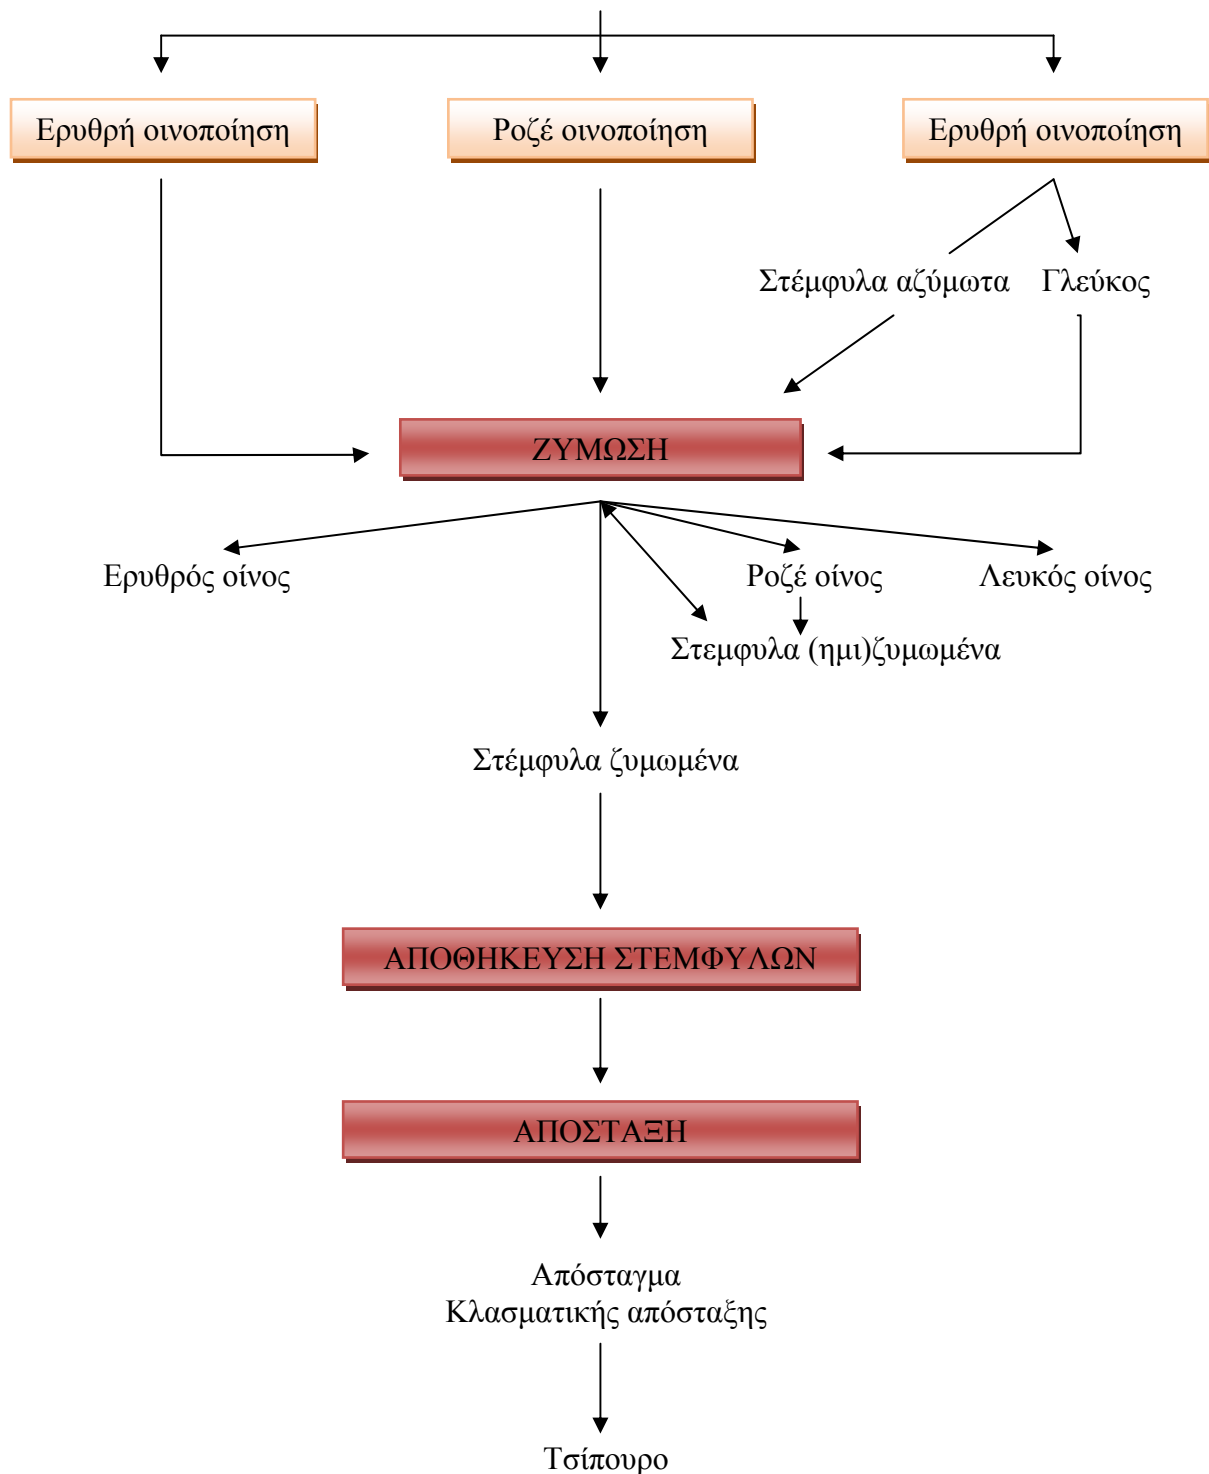 Ερυθρή οινοποίηση
Ροζέ οινοποίηση
Ερυθρή οινοποίηση
Στέμφυλα αζύμωτα
Γλεύκος
ΖΥΜΩΣΗ
Ερυθρός οίνος
Ροζέ οίνος
Λευκός οίνος
Στεμφυλα (ημι)ζυμωμένα
Στέμφυλα ζυμωμένα
ΑΠΟΘΗΚΕΥΣΗ ΣΤΕΜΦΥΛΩΝ
ΑΠΟΣΤΑΞΗ
Απόσταγμα
Κλασματικής απόσταξης
Τσίπουρο